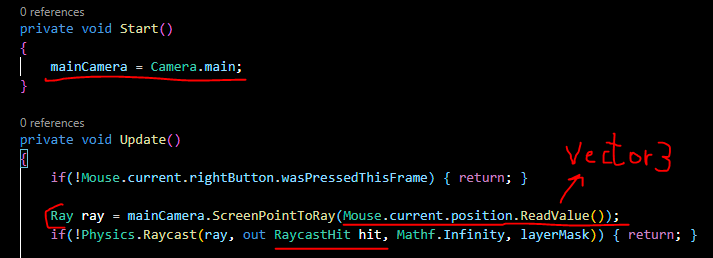 0 references
private void Start()
{
mainCamera = Camera.main;
}
0 references
private void Update()
{
vector3
if(!Mouse.current.rightButton.wasPressedThisFrame) { return; }
Ray ray = mainCamera.ScreenPointToRay(Mouse.current.position.ReadValue());
if(!Physics.Raycast(ray, out RaycastHit hit, Mathf.Infinity, layerMask)) { return; }